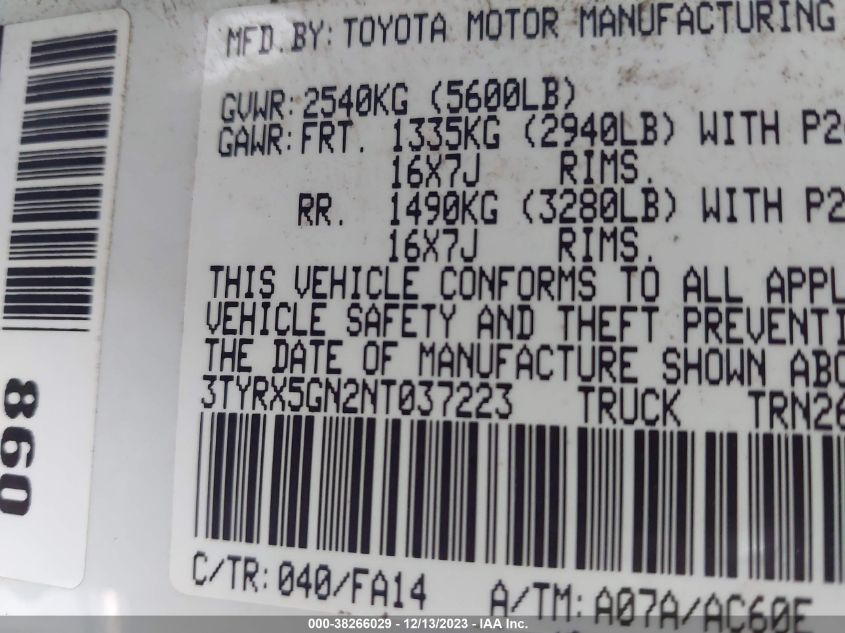 MFD. BY: TOYOTA MOTOR MANUFACTURING
GVWR: 2540KG (5600LB)
GAWR: FRT. 1335KG (2940LB) WITH P2
16X7J RIMS.
RR. 1490KG (3280LB) WITH P2
16X7J RIMS.
THIS VEHICLE CONFORMS TO ALL APPL
VEHICLE SAFETY AND THEFT PREVENTI
THE DATE OF MANUFACTURE SHOWN ABO
3TYRX5GN2NT037223 TRUCK TRN26
C/TR: 040/FA14 A/TM: A07A/AC60E
860
000-38266029 - 12/13/2023 - IAA Inc.